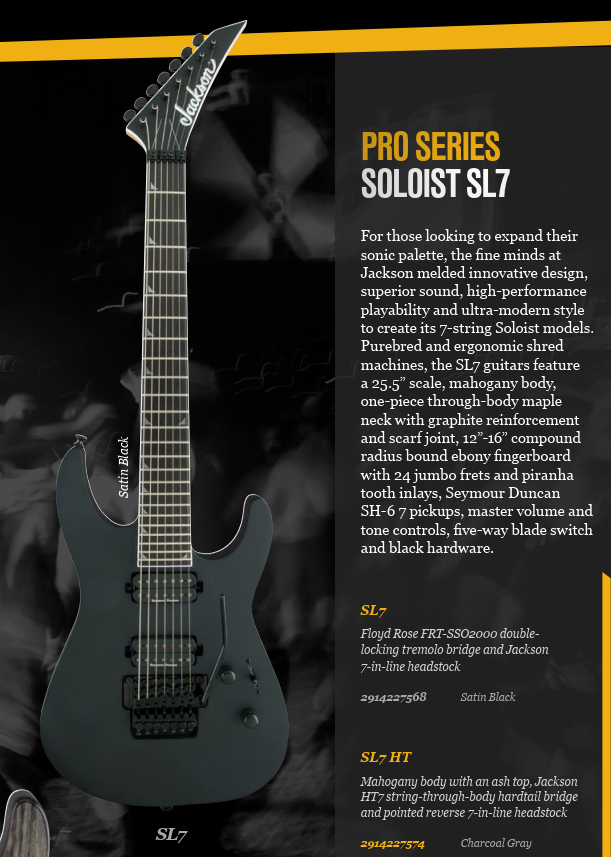 Jackson
PRO SERIES
SOLOIST SL7
For those looking to expand their
sonic palette, the fine minds at
Jackson melded innovative design,
superior sound, high-performance
playability and ultra-modern style
to create its 7-string Soloist models.
Purebred and ergonomic shred
machines, the SL7 guitars feature
a 25.5” scale, mahogany body,
one-piece through-body maple
neck with graphite reinforcement
and scarf joint, 12”-16” compound
radius bound ebony fingerboard
with 24 jumbo frets and piranha
tooth inlays, Seymour Duncan
SH-6 7 pickups, master volume and
tone controls, five-way blade switch
and black hardware.
Satin Black
SL7
Floyd Rose FRT-SSO2000 double-
locking tremolo bridge and Jackson
7-in-line headstock
2914227568 Satin Black
SL7 HT
Mahogany body with an ash top, Jackson
HT7 string-through-body hardtail bridge
and pointed reverse 7-in-line headstock
2914227574 Charcoal Gray
SL7